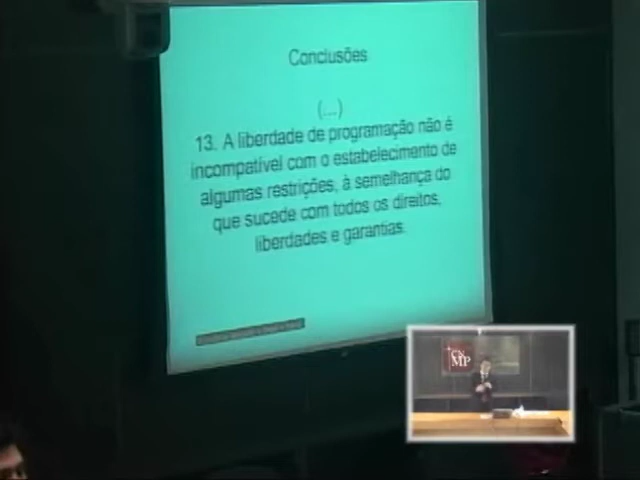 Conclusões
(...)
13. A liberdade de programação não é
incompatível com o estabelecimento de
algumas restrições, à semelhança do
que sucede com todos os direitos,
liberdades e garantias.
MP